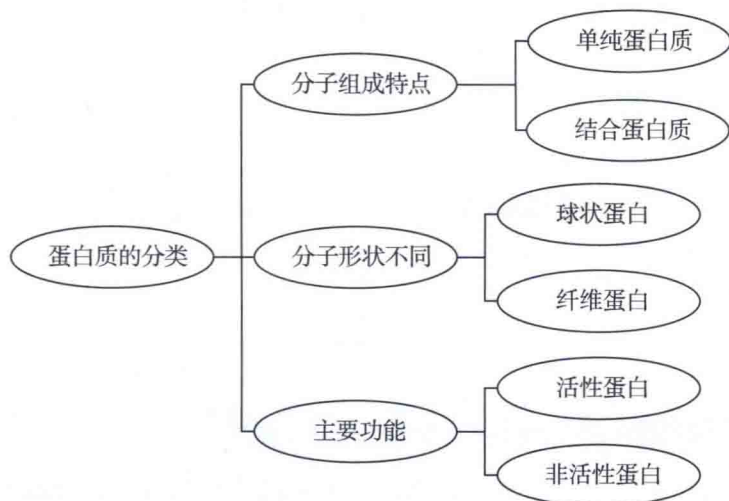 单纯蛋白质
分子组成特点
结合蛋白质
球状蛋白
蛋白质的分类
分子形状不同
纤维蛋白
活性蛋白
主要功能
非活性蛋白